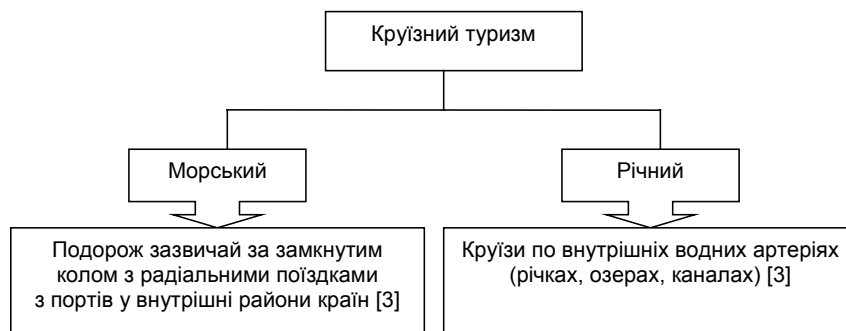 Круїзний туризм
Морський
Річний
Подорож зазвичай за замкнутим
колом з радіальними поїздками
з портів у внутрішні райони країн [3]
Круїзи по внутрішніх водних артеріях
(річках, озерах, каналах) [3]